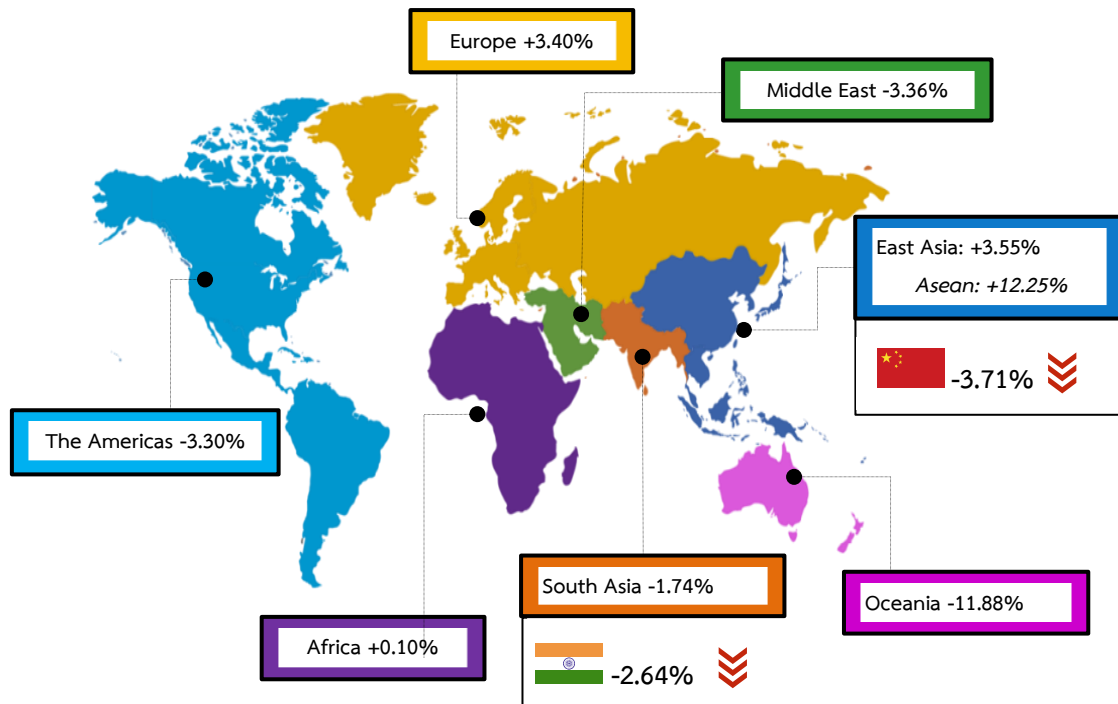 Europe +3.40%
Middle East -3.36%
East Asia: +3.55%
Asean: +12.25%
-3.71%
The Americas -3.30%
South Asia -1.74%
Oceania -11.88%
Africa +0.10%
-2.64%